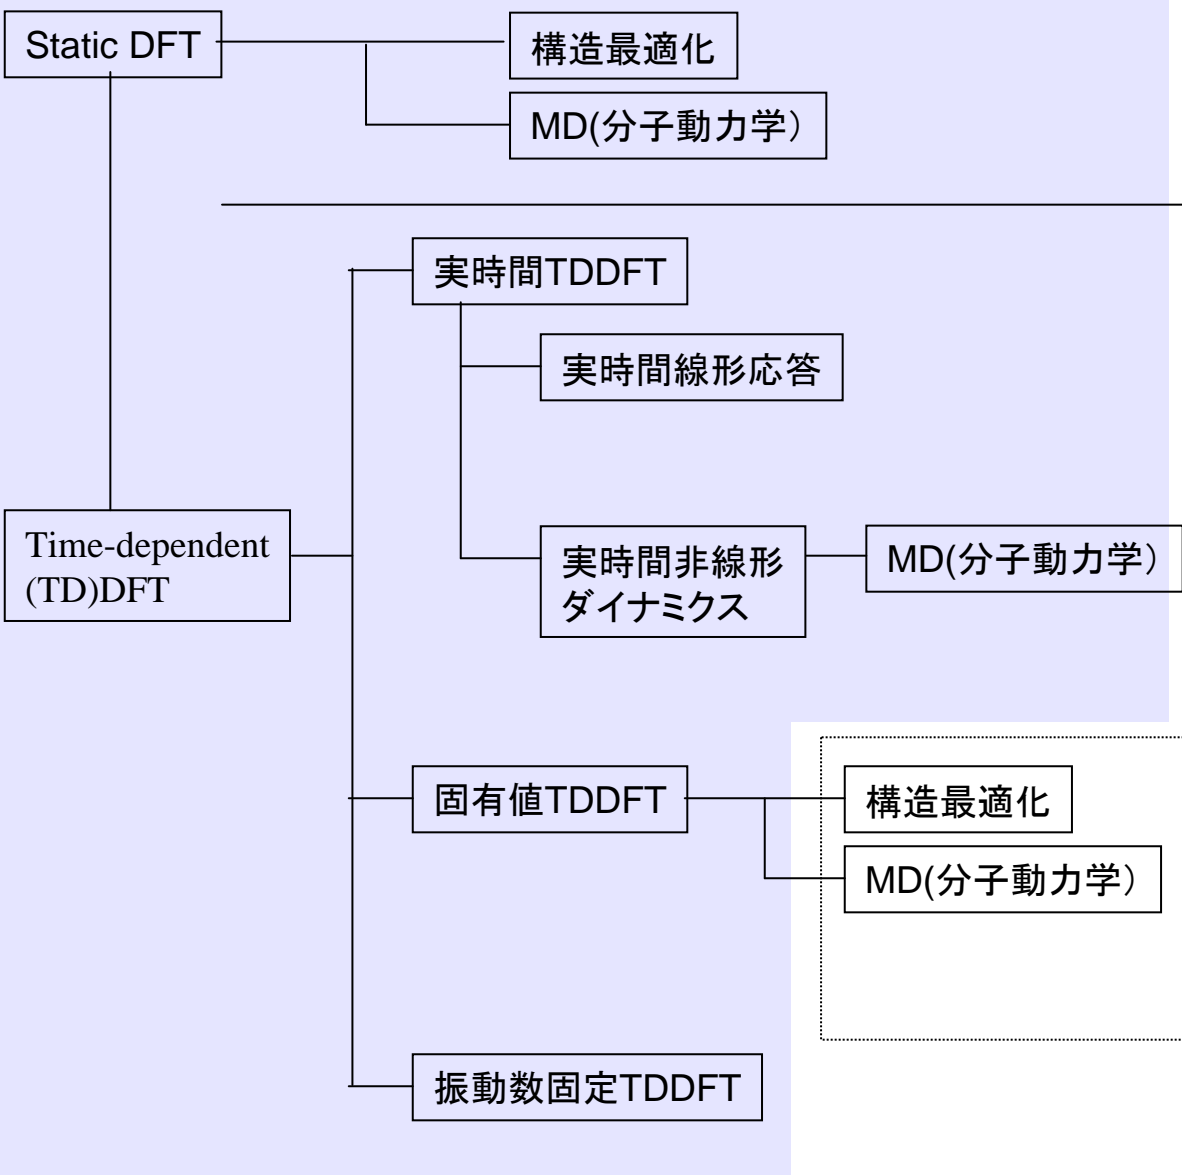 Static DFT
構造最適化
MD(分子動力学）
実時間TDDFT
実時間線形応答
Time-dependent
(TD)DFT
実時間非線形
ダイナミクス
MD(分子動力学）
固有値TDDFT
構造最適化
MD(分子動力学）
振動数固定TDDFT